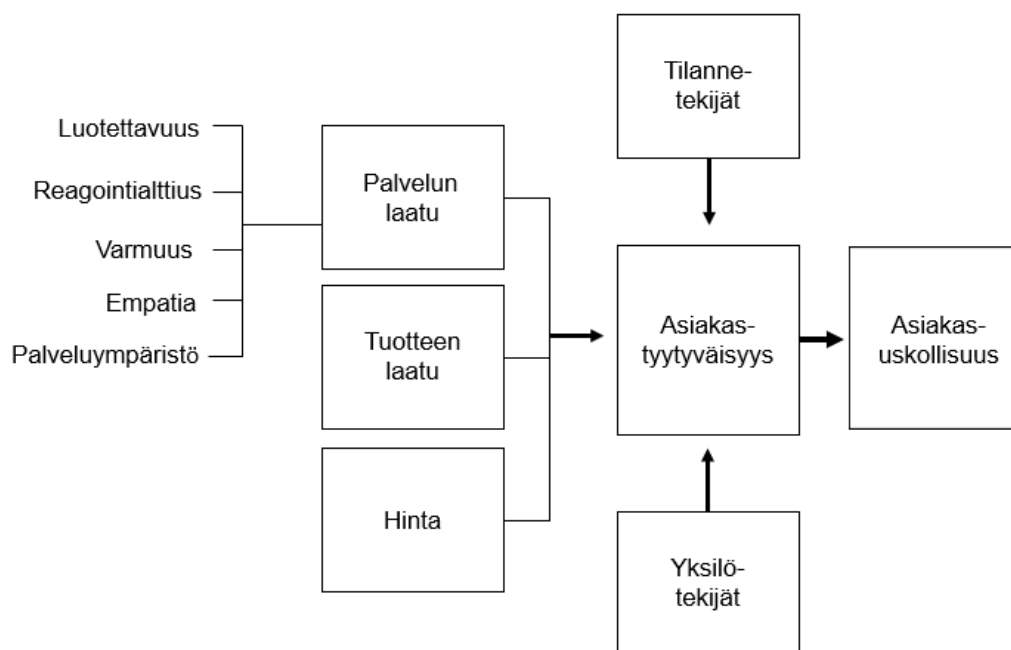 Luotettavuus
Reagointialttius
Varmuus
Empatia
Palveluympäristö
Palvelun
laatu
Tuotteen
laatu
Hinta
Tilanne-
tekijät
Asiakas-
tyytyväisyys
Yksilö-
tekijät
Asiakas-
uskollisuus